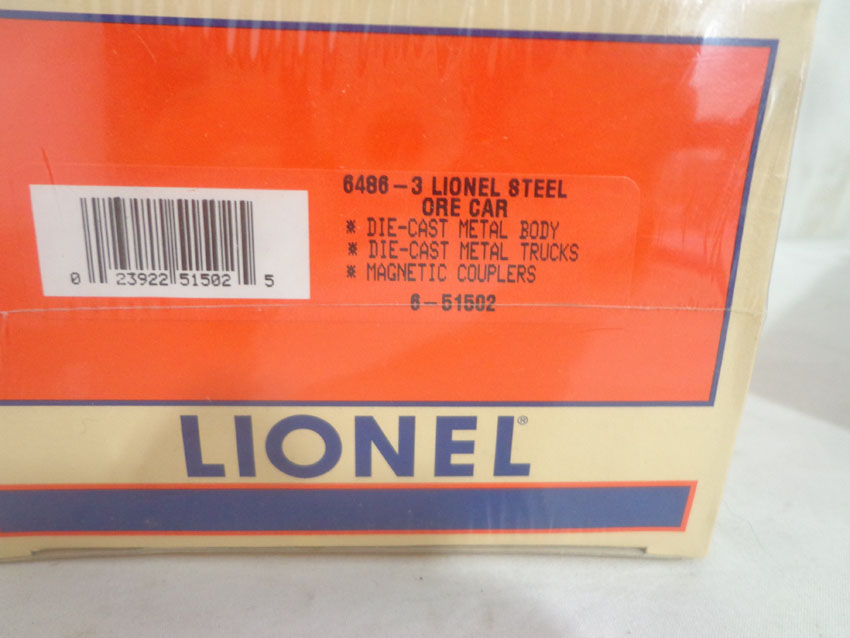 6486-3 LIONEL STEEL
ORE CAR
* DIE-CAST METAL BODY
* DIE-CAST METAL TRUCKS
* MAGNETIC COUPLERS
6-51502
0 23922 51502 5
LIONEL®